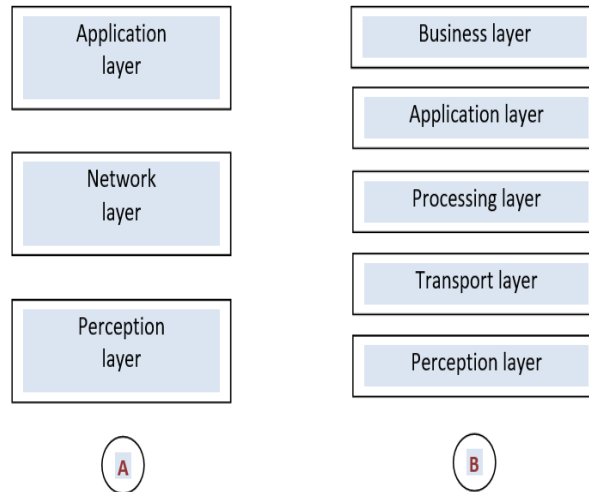 Application
layer
Network
layer
Perception
layer
A
Business layer
Application layer
Processing layer
Transport layer
Perception layer
B